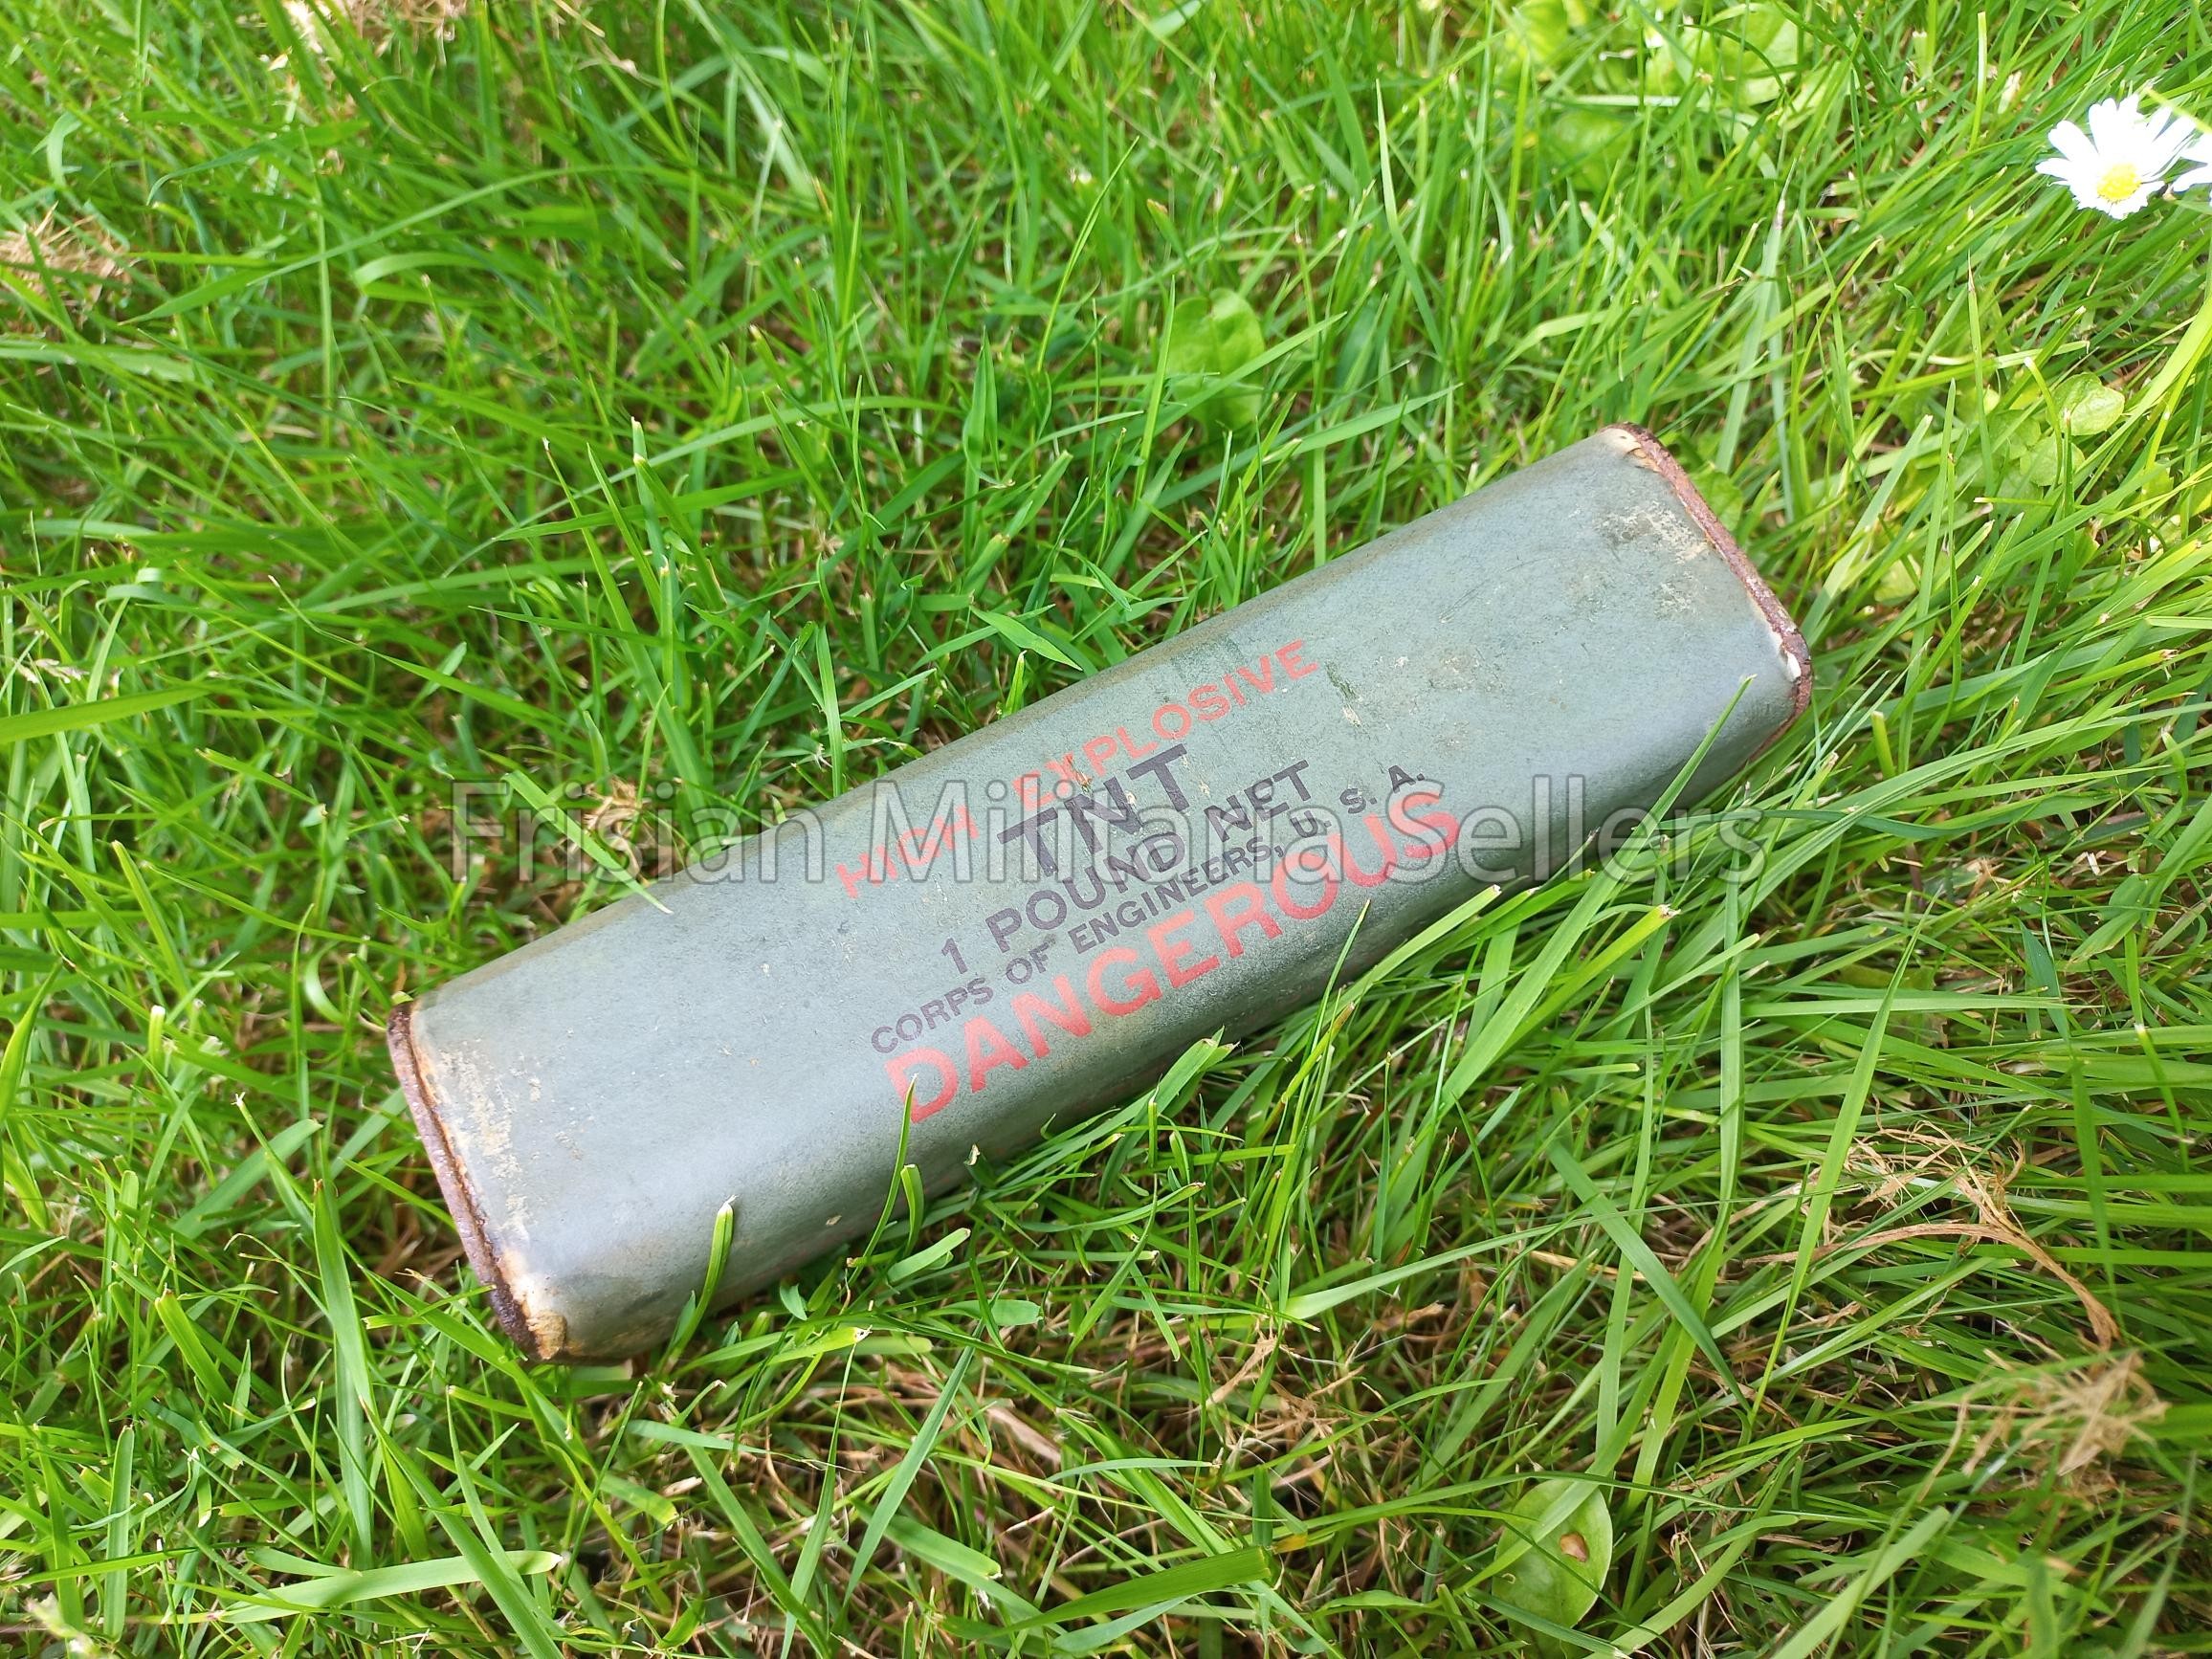 HIGH EXPLOSIVE
TNT
1 POUND NET
CORPS OF ENGINEERS, U. S. A.
DANGEROUS
Frisian Militaria Sellers